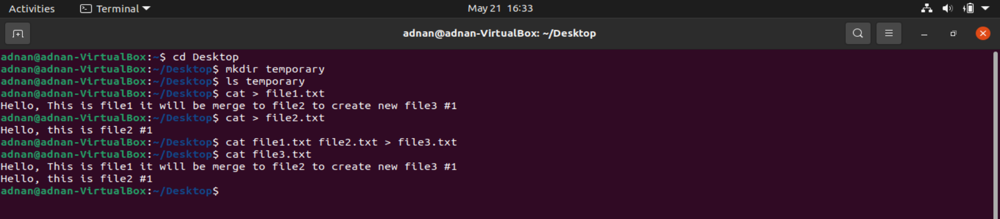 Activities Terminal May 21 16:33
adnan@adnan-VirtualBox: ~/Desktop
adnan@adnan-VirtualBox:~$ cd Desktop
adnan@adnan-VirtualBox:~/Desktop$ mkdir temporary
adnan@adnan-VirtualBox:~/Desktop$ ls temporary
adnan@adnan-VirtualBox:~/Desktop$ cat > file1.txt
Hello, This is file1 it will be merge to file2 to create new file3 #1
adnan@adnan-VirtualBox:~/Desktop$ cat > file2.txt
Hello, this is file2 #1
adnan@adnan-VirtualBox:~/Desktop$ cat file1.txt file2.txt > file3.txt
adnan@adnan-VirtualBox:~/Desktop$ cat file3.txt
Hello, This is file1 it will be merge to file2 to create new file3 #1
Hello, this is file2 #1
adnan@adnan-VirtualBox:~/Desktop$